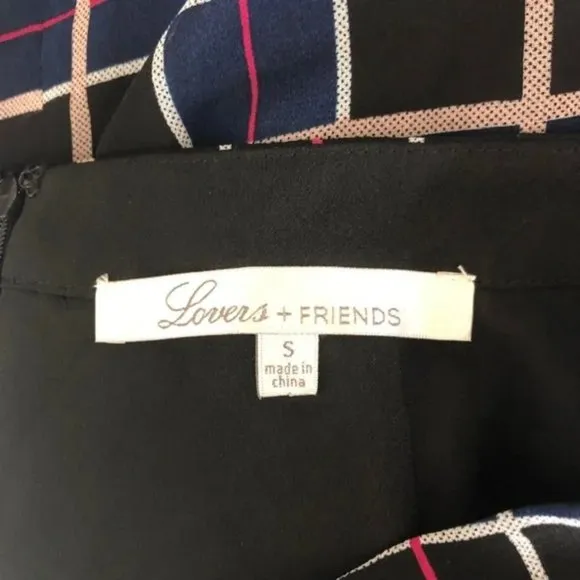 Lovers + FRIENDS
S
made in
china